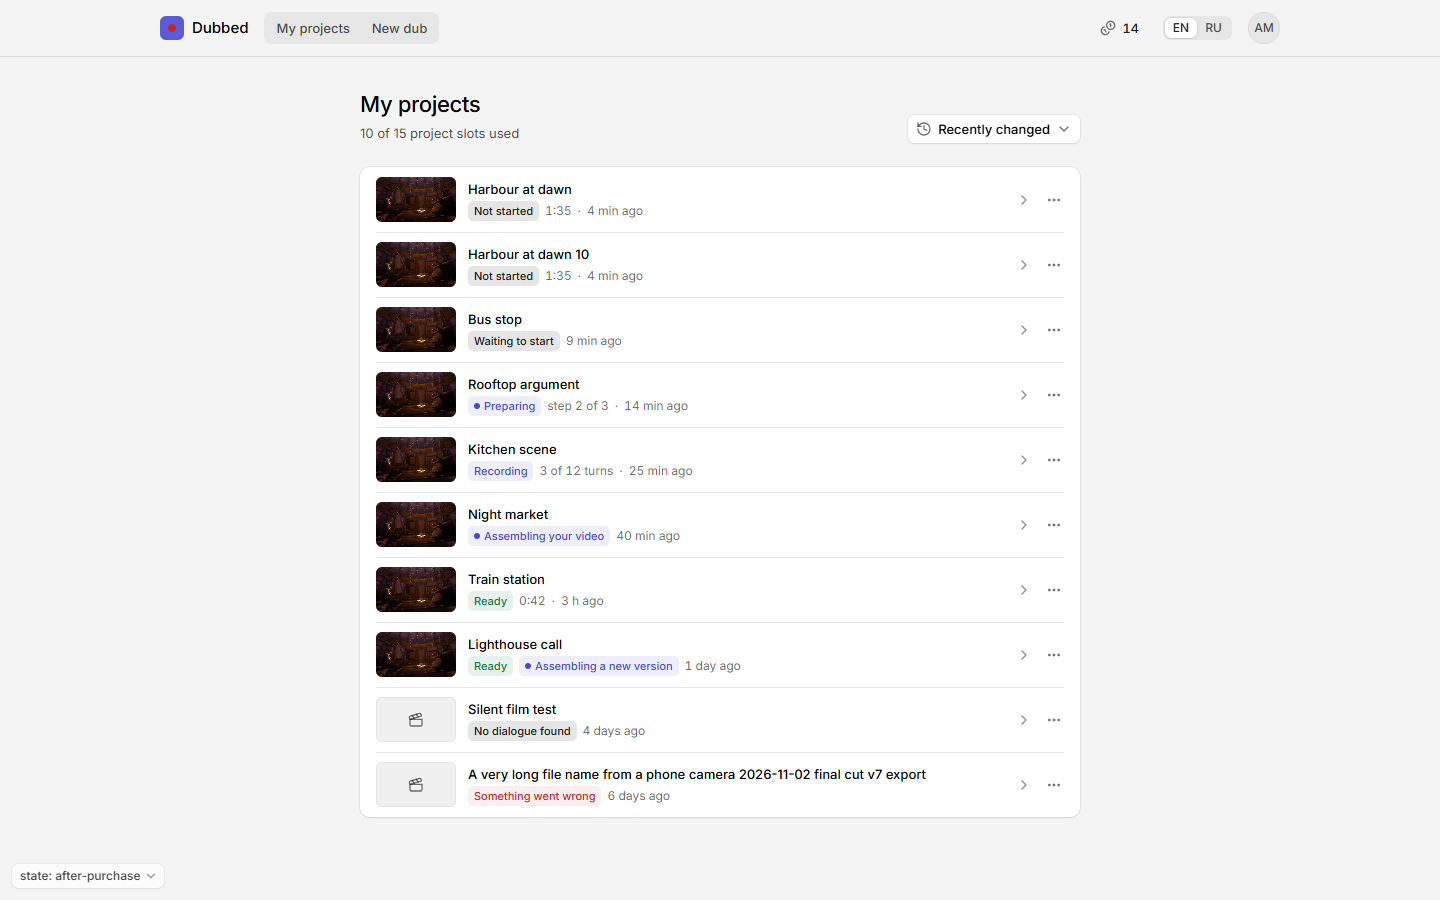 Dubbed
My projects
New dub
14
EN
RU
AM
My projects
10 of 15 project slots used
Recently changed
Harbour at dawn
Not started 1:35 · 4 min ago
Harbour at dawn 10
Not started 1:35 · 4 min ago
Bus stop
Waiting to start 9 min ago
Rooftop argument
Preparing step 2 of 3 · 14 min ago
Kitchen scene
Recording 3 of 12 turns · 25 min ago
Night market
Assembling your video 40 min ago
Train station
Ready 0:42 · 3 h ago
Lighthouse call
Ready Assembling a new version 1 day ago
Silent film test
No dialogue found 4 days ago
A very long file name from a phone camera 2026-11-02 final cut v7 export
Something went wrong 6 days ago
state: after-purchase